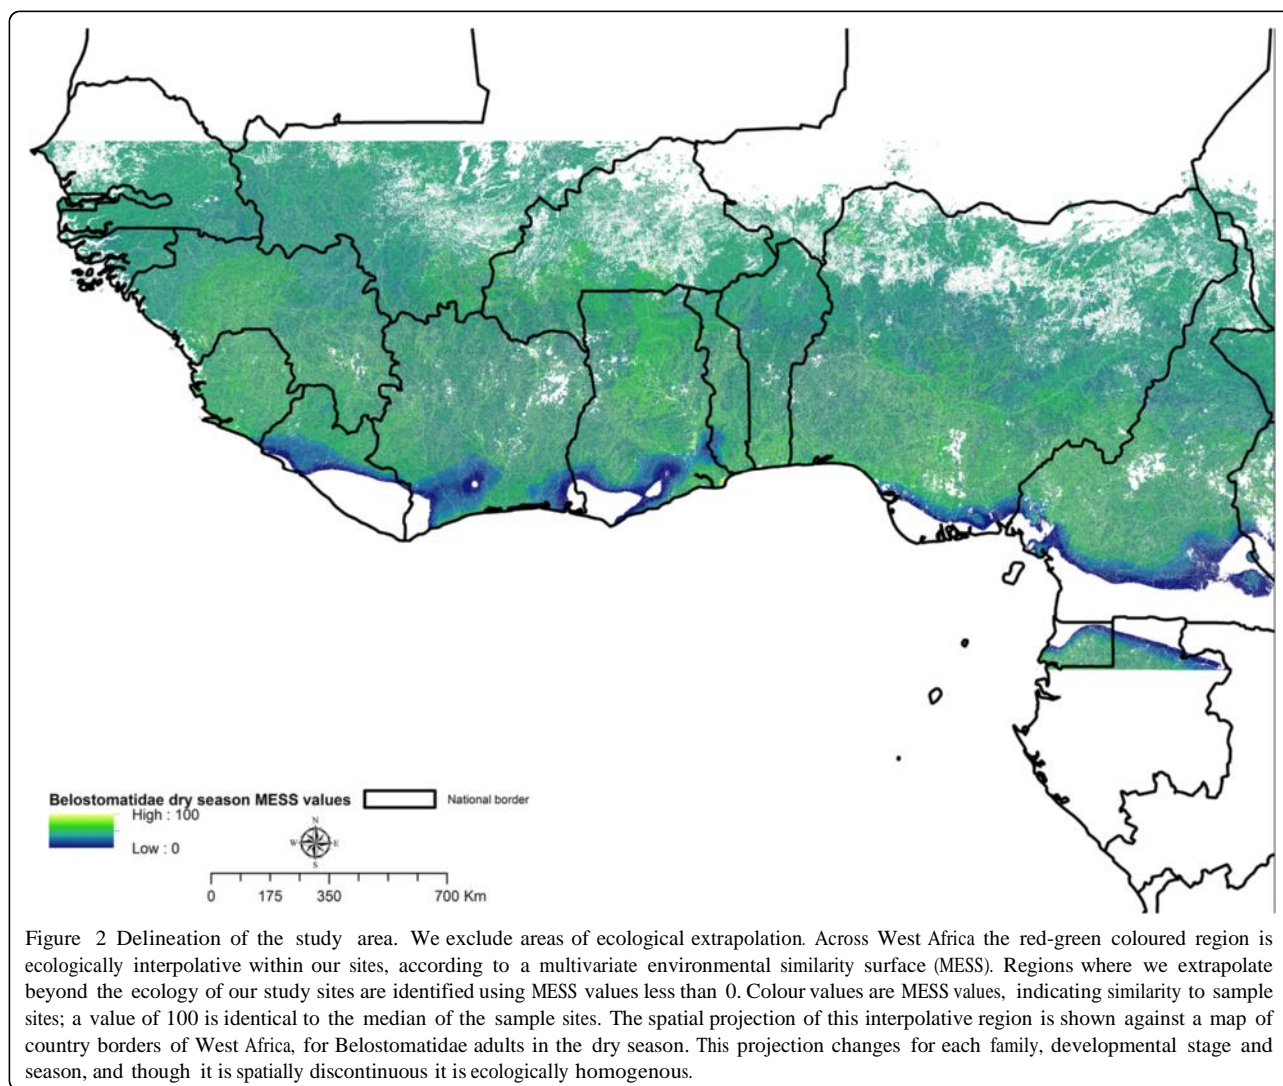 Belostomatidae dry season MESS values
National border
High : 100
Low : 0
N
W E
S
0 175 350 700 Km
Figure 2 Delineation of the study area. We exclude areas of ecological extrapolation. Across West Africa the red-green coloured region is
ecologically interpolative within our sites, according to a multivariate environmental similarity surface (MESS). Regions where we extrapolate
beyond the ecology of our study sites are identified using MESS values less than 0. Colour values are MESS values, indicating similarity to sample
sites; a value of 100 is identical to the median of the sample sites. The spatial projection of this interpolative region is shown against a map of
country borders of West Africa, for Belostomatidae adults in the dry season. This projection changes for each family, developmental stage and
season, and though it is spatially discontinuous it is ecologically homogenous.